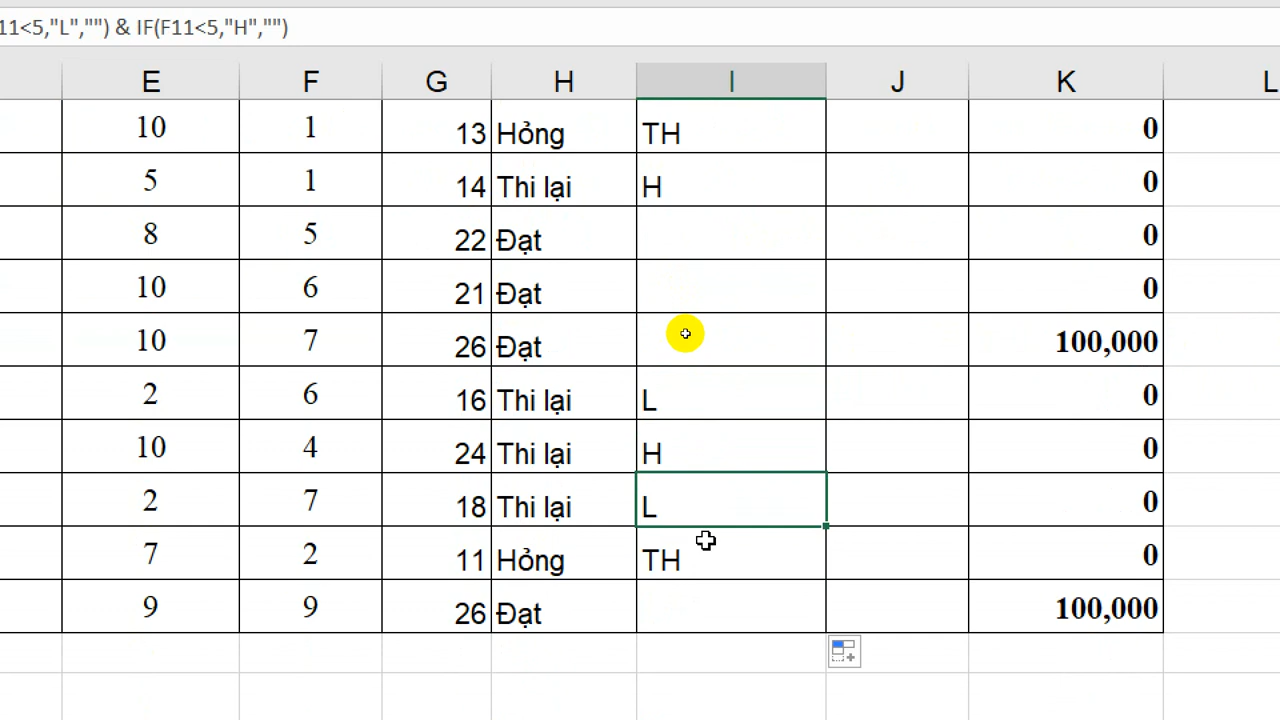 11<5,"L","") & IF(F11<5,"H","")
E F G H I J K L
10 1 13 Hỏng TH 0
5 1 14 Thi lại H 0
8 5 22 Đạt 0
10 6 21 Đạt 0
10 7 26 Đạt 100,000
2 6 16 Thi lại L 0
10 4 24 Thi lại H 0
2 7 18 Thi lại L 0
7 2 11 Hỏng TH 0
9 9 26 Đạt 100,000